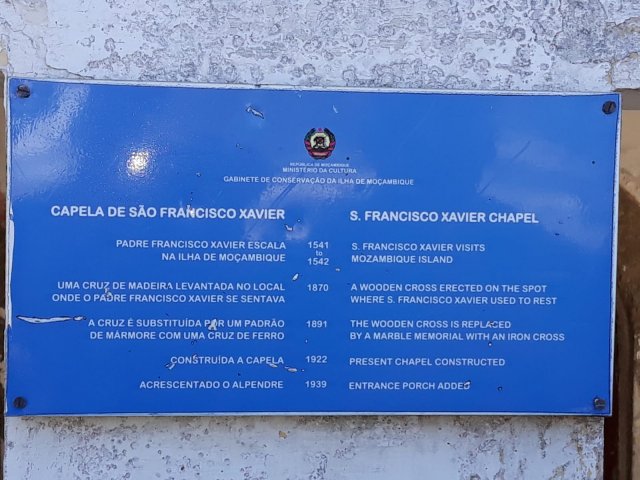 REPÚBLICA DE MOÇAMBIQUE
MINISTÉRIO DA CULTURA
GABINETE DE CONSERVAÇÃO DA ILHA DE MOÇAMBIQUE
CAPELA DE SÃO FRANCISCO XAVIER S. FRANCISCO XAVIER CHAPEL
PADRE FRANCISCO XAVIER ESCALA 1541 S. FRANCISCO XAVIER VISITS
to
NA ILHA DE MOÇAMBIQUE 1542 MOZAMBIQUE ISLAND
UMA CRUZ DE MADEIRA LEVANTADA NO LOCAL 1870 A WOODEN CROSS ERECTED ON THE SPOT
ONDE O PADRE FRANCISCO XAVIER SE SENTAVA WHERE S. FRANCISCO XAVIER USED TO REST
A CRUZ É SUBSTITUÍDA POR UM PADRÃO 1891 THE WOODEN CROSS IS REPLACED
DE MÁRMORE COM UMA CRUZ DE FERRO BY A MARBLE MEMORIAL WITH AN IRON CROSS
CONSTRUÍDA A CAPELA 1922 PRESENT CHAPEL CONSTRUCTED
ACRESCENTADO O ALPENDRE 1939 ENTRANCE PORCH ADDED